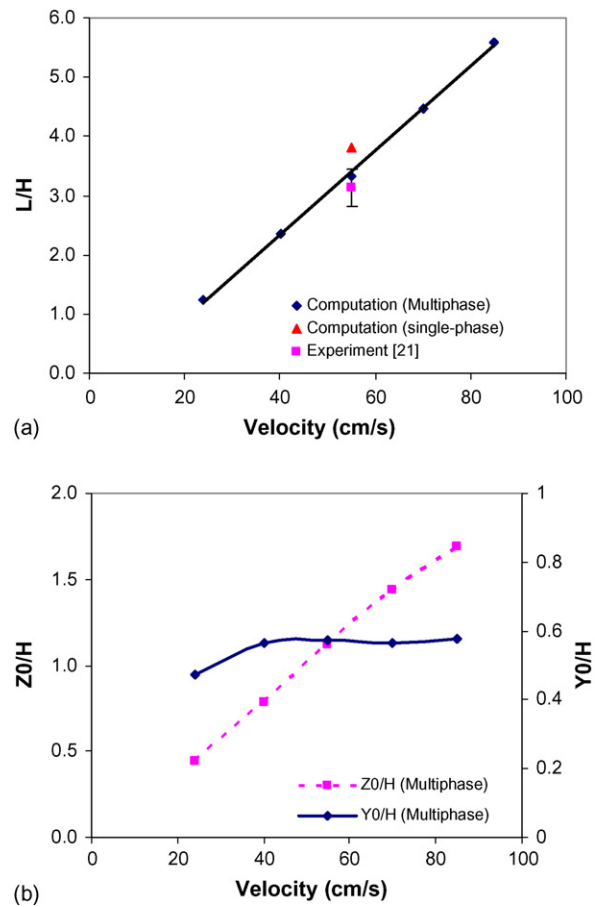 6.0
5.0
4.0
3.0
2.0
1.0
0.0
L/H
Computation (Multiphase)
Computation (single-phase)
Experiment [21]
0 20 40 60 80 100
Velocity (cm/s)
(a)
2.0
1.5
1.0
0.5
0.0
Z0/H
1
0.8
0.6
0.4
0.2
0
Y0/H
Z0/H (Multiphase)
Y0/H (Multiphase)
0 20 40 60 80 100
Velocity (cm/s)
(b)